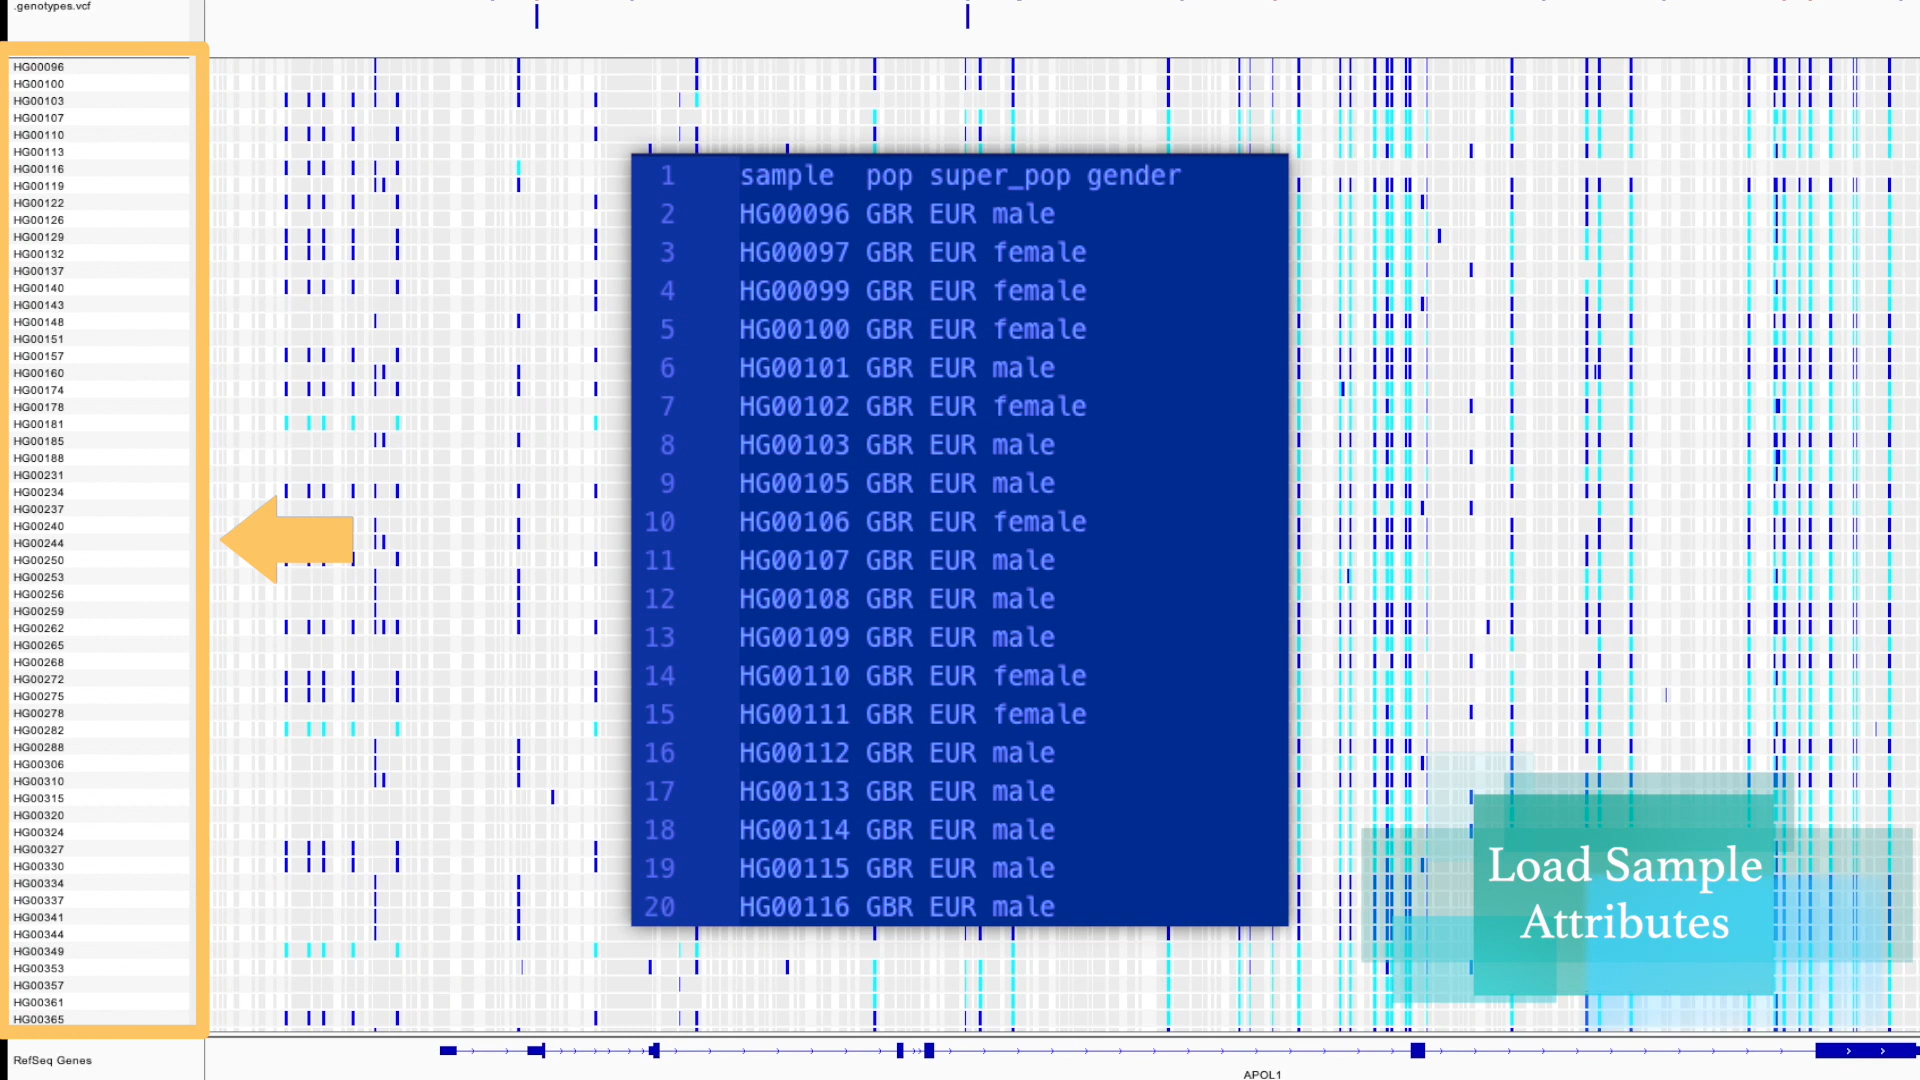 .genotypes.vcf
HG00096
HG00100
HG00103
HG00107
HG00110
HG00113
HG00116
HG00119
HG00122
HG00126
HG00129
HG00132
HG00137
HG00140
HG00143
HG00148
HG00151
HG00157
HG00160
HG00174
HG00178
HG00181
HG00185
HG00188
HG00231
HG00234
HG00237
HG00240
HG00244
HG00250
HG00253
HG00256
HG00259
HG00262
HG00265
HG00268
HG00272
HG00275
HG00278
HG00282
HG00288
HG00306
HG00310
HG00315
HG00320
HG00324
HG00327
HG00330
HG00334
HG00337
HG00341
HG00344
HG00349
HG00353
HG00357
HG00361
HG00365
1 sample pop super_pop gender
2 HG00096 GBR EUR male
3 HG00097 GBR EUR female
4 HG00099 GBR EUR female
5 HG00100 GBR EUR female
6 HG00101 GBR EUR male
7 HG00102 GBR EUR female
8 HG00103 GBR EUR male
9 HG00105 GBR EUR male
10 HG00106 GBR EUR female
11 HG00107 GBR EUR male
12 HG00108 GBR EUR male
13 HG00109 GBR EUR male
14 HG00110 GBR EUR female
15 HG00111 GBR EUR female
16 HG00112 GBR EUR male
17 HG00113 GBR EUR male
18 HG00114 GBR EUR male
19 HG00115 GBR EUR male
20 HG00116 GBR EUR male
Load Sample
Attributes
RefSeq Genes
APOL1